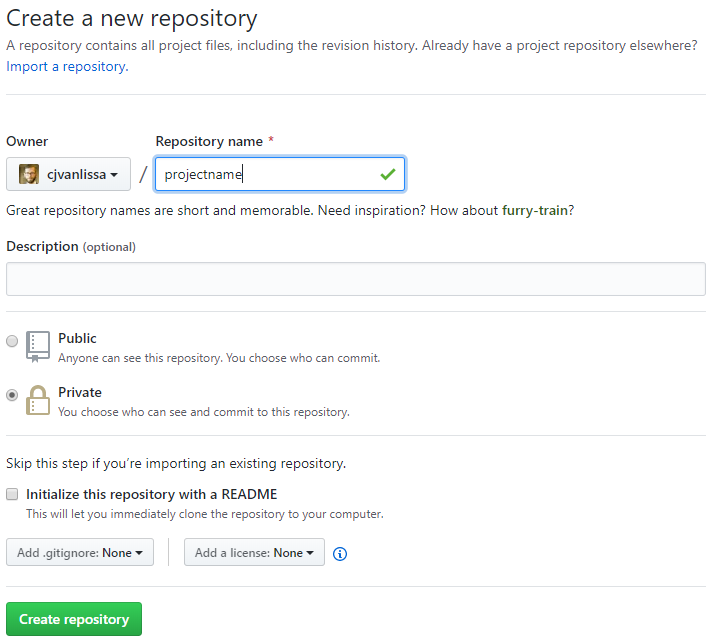 Create a new repository
A repository contains all project files, including the revision history. Already have a project repository elsewhere?
Import a repository.
Owner
Repository name *
cjvanlissa
/
projectname
Great repository names are short and memorable. Need inspiration? How about furry-train?
Description (optional)
Public
Anyone can see this repository. You choose who can commit.
Private
You choose who can see and commit to this repository.
Skip this step if you’re importing an existing repository.
Initialize this repository with a README
This will let you immediately clone the repository to your computer.
Add .gitignore: None
Add a license: None
Create repository